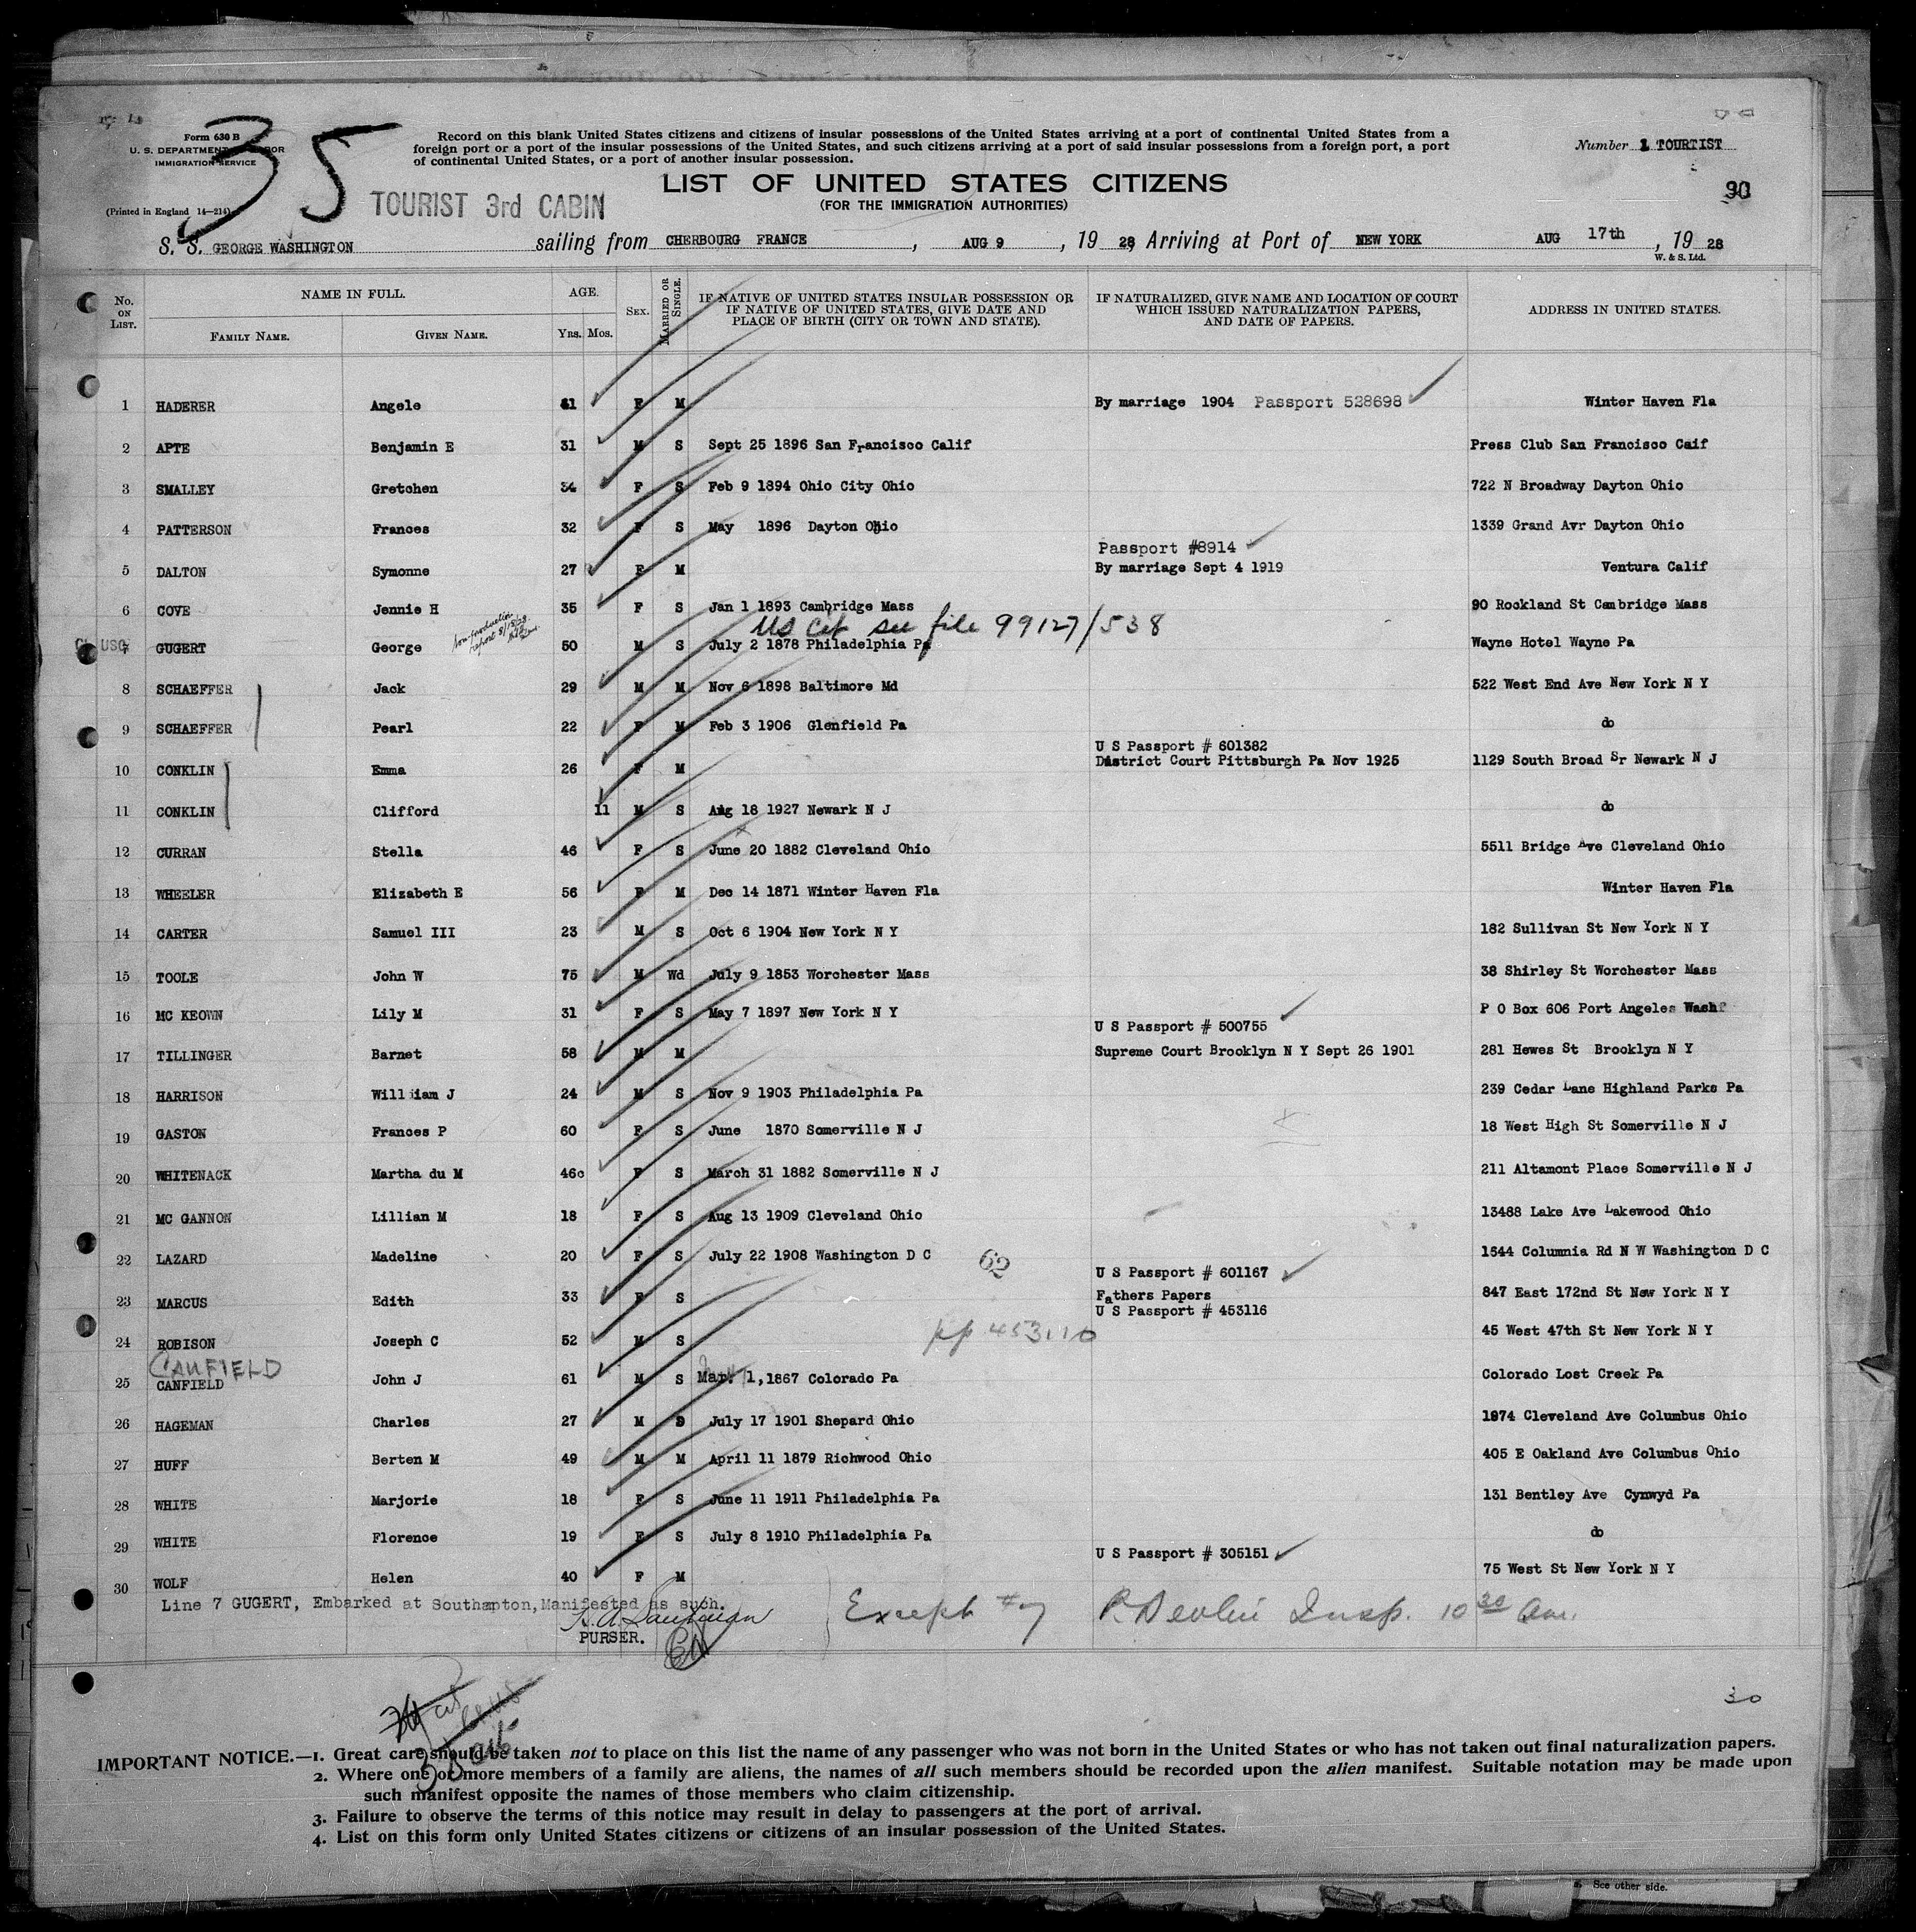 35
Form 630 B
U. S. DEPARTMENT OF LABOR
IMMIGRATION SERVICE
(Printed in England 14—214)
TOURIST 3rd CABIN
Record on this blank United States citizens and citizens of insular possessions of the United States arriving at a port of continental United States from a
foreign port or a port of the insular possessions of the United States, and such citizens arriving at a port of said insular possessions from a foreign port, a port
of continental United States, or a port of another insular possession.
Number 1 TOURTIST
LIST OF UNITED STATES CITIZENS
(FOR THE IMMIGRATION AUTHORITIES)
S. S. GEORGE WASHINGTON sailing from CHERBOURG FRANCE, AUG 9, 19 28, Arriving at Port of NEW YORK AUG 17th, 19 28
W. & S. Ltd.
No. ON LIST. NAME IN FULL. FAMILY NAME. GIVEN NAME. AGE. Yrs. Mos. SEX. MARRIED OR SINGLE. IF NATIVE OF UNITED STATES INSULAR POSSESSION OR IF NATIVE OF UNITED STATES, GIVE DATE AND PLACE OF BIRTH (CITY OR TOWN AND STATE). IF NATURALIZED, GIVE NAME AND LOCATION OF COURT WHICH ISSUED NATURALIZATION PAPERS, AND DATE OF PAPERS. ADDRESS IN UNITED STATES.
1 HADERER Angele 41 F M By marriage 1904 Passport 528698 Winter Haven Fla
2 APTE Benjamin E 31 M S Sept 25 1896 San Francisco Calif Press Club San Francisco Caif
3 SMALLEY Gretchen 34 F S Feb 9 1894 Ohio City Ohio 722 N Broadway Dayton Ohio
4 PATTERSON Frances 32 F S May 1896 Dayton Ohio 1339 Grand Avr Dayton Ohio
Passport #8914
5 DALTON Symonne 27 F M By marriage Sept 4 1919 Ventura Calif
6 COVE Jennie H 35 F S Jan 1 1893 Cambridge Mass 90 Rockland St Cambridge Mass
US Cit see file 99127/538
USC
7 GUGERT George 50 M S July 2 1878 Philadelphia Pa Wayne Hotel Wayne Pa
8 SCHAEFFER Jack 29 M M Nov 6 1898 Baltimore Md 522 West End Ave New York N Y
9 SCHAEFFER Pearl 22 F M Feb 3 1906 Glenfield Pa do
U S Passport # 601382
10 CONKLIN Emma 26 F M District Court Pittsburgh Pa Nov 1925 1129 South Broad Sr Newark N J
11 CONKLIN Clifford 11 M S Aug 18 1927 Newark N J do
12 CURRAN Stella 46 F S June 20 1882 Cleveland Ohio 5511 Bridge Ave Cleveland Ohio
13 WHEELER Elizabeth E 56 F M Dec 14 1871 Winter Haven Fla Winter Haven Fla
14 CARTER Samuel III 23 M S Oct 6 1904 New York N Y 182 Sullivan St New York N Y
15 TOOLE John W 75 M Wd July 9 1853 Worchester Mass 38 Shirley St Worchester Mass
16 MC KEOWN Lily M 31 F S May 7 1897 New York N Y P O Box 606 Port Angeles Wash
U S Passport # 500755
17 TILLINGER Barnet 58 M M Supreme Court Brooklyn N Y Sept 26 1901 281 Hewes St Brooklyn N Y
18 HARRISON Williiam J 24 M S Nov 9 1903 Philadelphia Pa 239 Cedar Lane Highland Parks Pa
19 GASTON Frances P 60 F S June 1870 Somerville N J 18 West High St Somerville N J
20 WHITENACK Martha du M 46c F S March 31 1882 Somerville N J 211 Altamont Place Somerville N J
21 MC GANNON Lillian M 18 F S Aug 13 1909 Cleveland Ohio 13488 Lake Ave Lakewood Ohio
22 LAZARD Madeline 20 F S July 22 1908 Washington D C 62 1544 Columnia Rd N W Washington D C
U S Passport # 601167
23 MARCUS Edith 33 F S Fathers Papers 847 East 172nd St New York N Y
U S Passport # 453116
24 ROBISON Joseph C 52 M S pp 453110 45 West 47th St New York N Y
CANFIELD
25 CANFIELD John J 61 M S Mar. 1, 1867 Colorado Pa Colorado Lost Creek Pa
26 HAGEMAN Charles 27 M S July 17 1901 Shepard Ohio 1974 Cleveland Ave Columbus Ohio
27 HUFF Berten M 49 M M April 11 1879 Richwood Ohio 405 E Oakland Ave Columbus Ohio
28 WHITE Marjorie 18 F S June 11 1911 Philadelphia Pa 131 Bentley Ave Cynwyd Pa
29 WHITE Florence 19 F S July 8 1910 Philadelphia Pa do
U S Passport # 305151
30 WOLF Helen 40 F M 75 West St New York N Y
Line 7 GUGERT, Embarked at Southampton, Manifested as such.
PURSER.
Except #7 P. Devlin Insp. 10 30 am.
30
IMPORTANT NOTICE.—1. Great care should be taken not to place on this list the name of any passenger who was not born in the United States or who has not taken out final naturalization papers.
2. Where one or more members of a family are aliens, the names of all such members should be recorded upon the alien manifest. Suitable notation may be made upon
such manifest opposite the names of those members who claim citizenship.
3. Failure to observe the terms of this notice may result in delay to passengers at the port of arrival.
4. List on this form only United States citizens or citizens of an insular possession of the United States.
See other side.